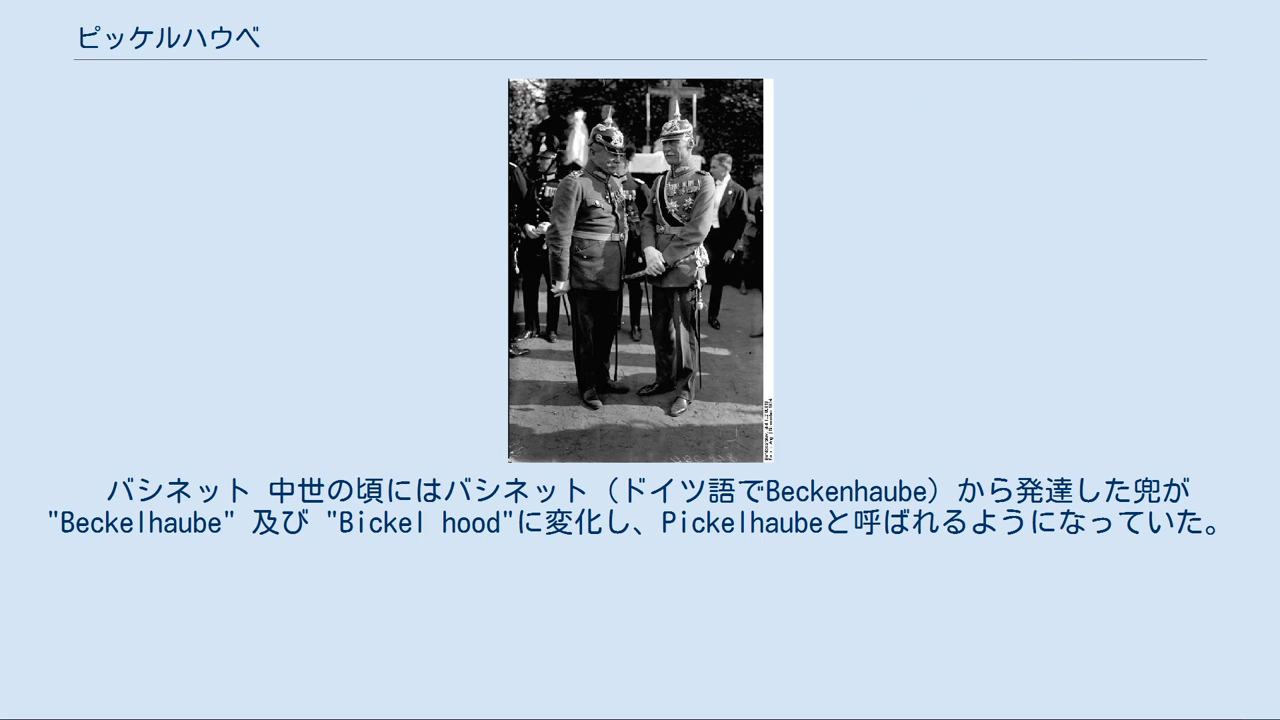 ピッケルハウベ
バシネット 中世の頃にはバシネット（ドイツ語でBeckenhaube）から発達した兜が
"Beckelhaube" 及び "Bickel hood"に変化し、Pickelhaubeと呼ばれるようになっていた。